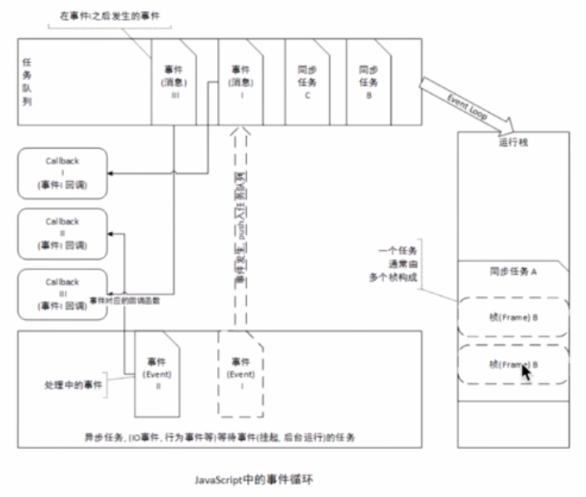 在事件I之后发生的事件
任
务
队
列
事件
(消息)
III
事件
(消息)
I
同步
任务
C
同步
任务
B
Event Loop
运行栈
Callback
I
(事件I 回调)
Callback
II
(事件I 回调)
Callback
III
(事件I 回调)
事件对应的回调函数
事件发生, push入任务队列
一个任务
通常由
多个桢构成
同步任务 A
桢(Frame) B
桢(Frame) B
处理中的事件
事件
(Event)
II
事件
(Event)
I
异步任务, (IO事件, 行为事件等)等待事件(挂起, 后台运行)的任务
JavaScript中的事件循环